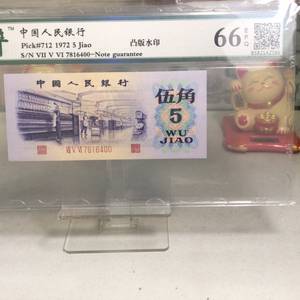 中国人民银行
Pick#712 1972 5 Jiao
凸版水印
S/N VII V VI 7816400-Note guarantee
66
EPQ
中国人民银行
伍角
5
WU
JIAO
VII V VI 7816400